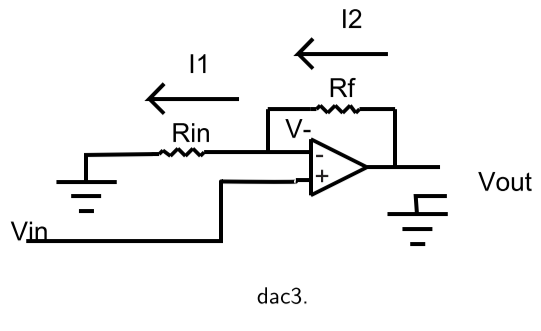 I2
I1
Rf
Rin
V-
-
+
Vout
Vin
dac3.